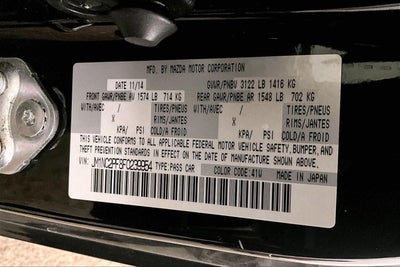 MFD. BY MAZDA MOTOR CORPORATION
DATE 11/14 GVWR/PNBV 3122 LB 1416 KG
FRONT GAWR/PNBE AV 1574 LB 714 KG REAR GAWR/PNBE AR 1548 LB 702 KG
WITH/AVEC TIRES/PNEUS WITH/AVEC TIRES/PNEUS
X RIMS/JANTES X RIMS/JANTES
KPA/ PSI COLD/A FROID KPA/ PSI COLD/A FROID
THIS VEHICLE CONFORMS TO ALL APPLICABLE FEDERAL MOTOR VEHICLE SAFETY, BUMPER, AND
THEFT PREVENTION STANDARDS IN EFFECT ON THE DATE OF MANUFACTURE SHOWN ABOVE.
VIN: TYPE:PASS CAR COLOR CODE:41W MADE IN JAPAN